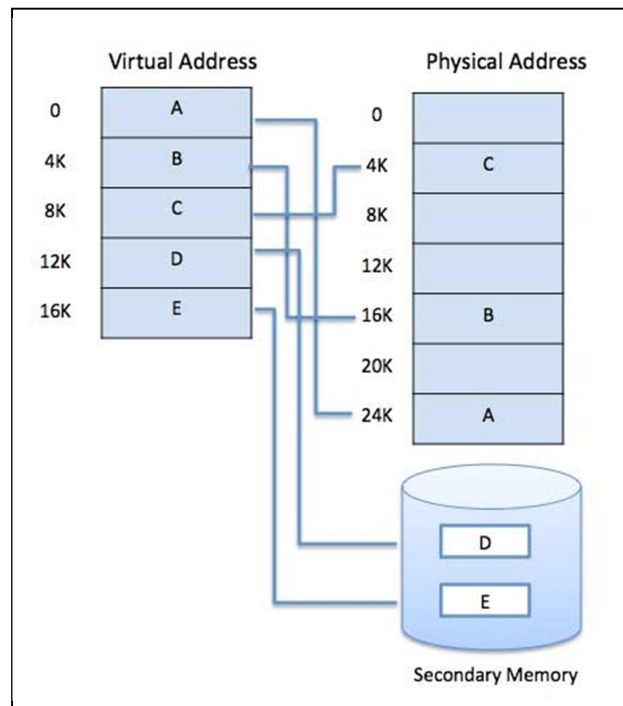 Virtual Address
0 A
4K B
8K C
12K D
16K E
Physical Address
0
4K C
8K
12K
16K B
20K
24K A
D
E
Secondary Memory